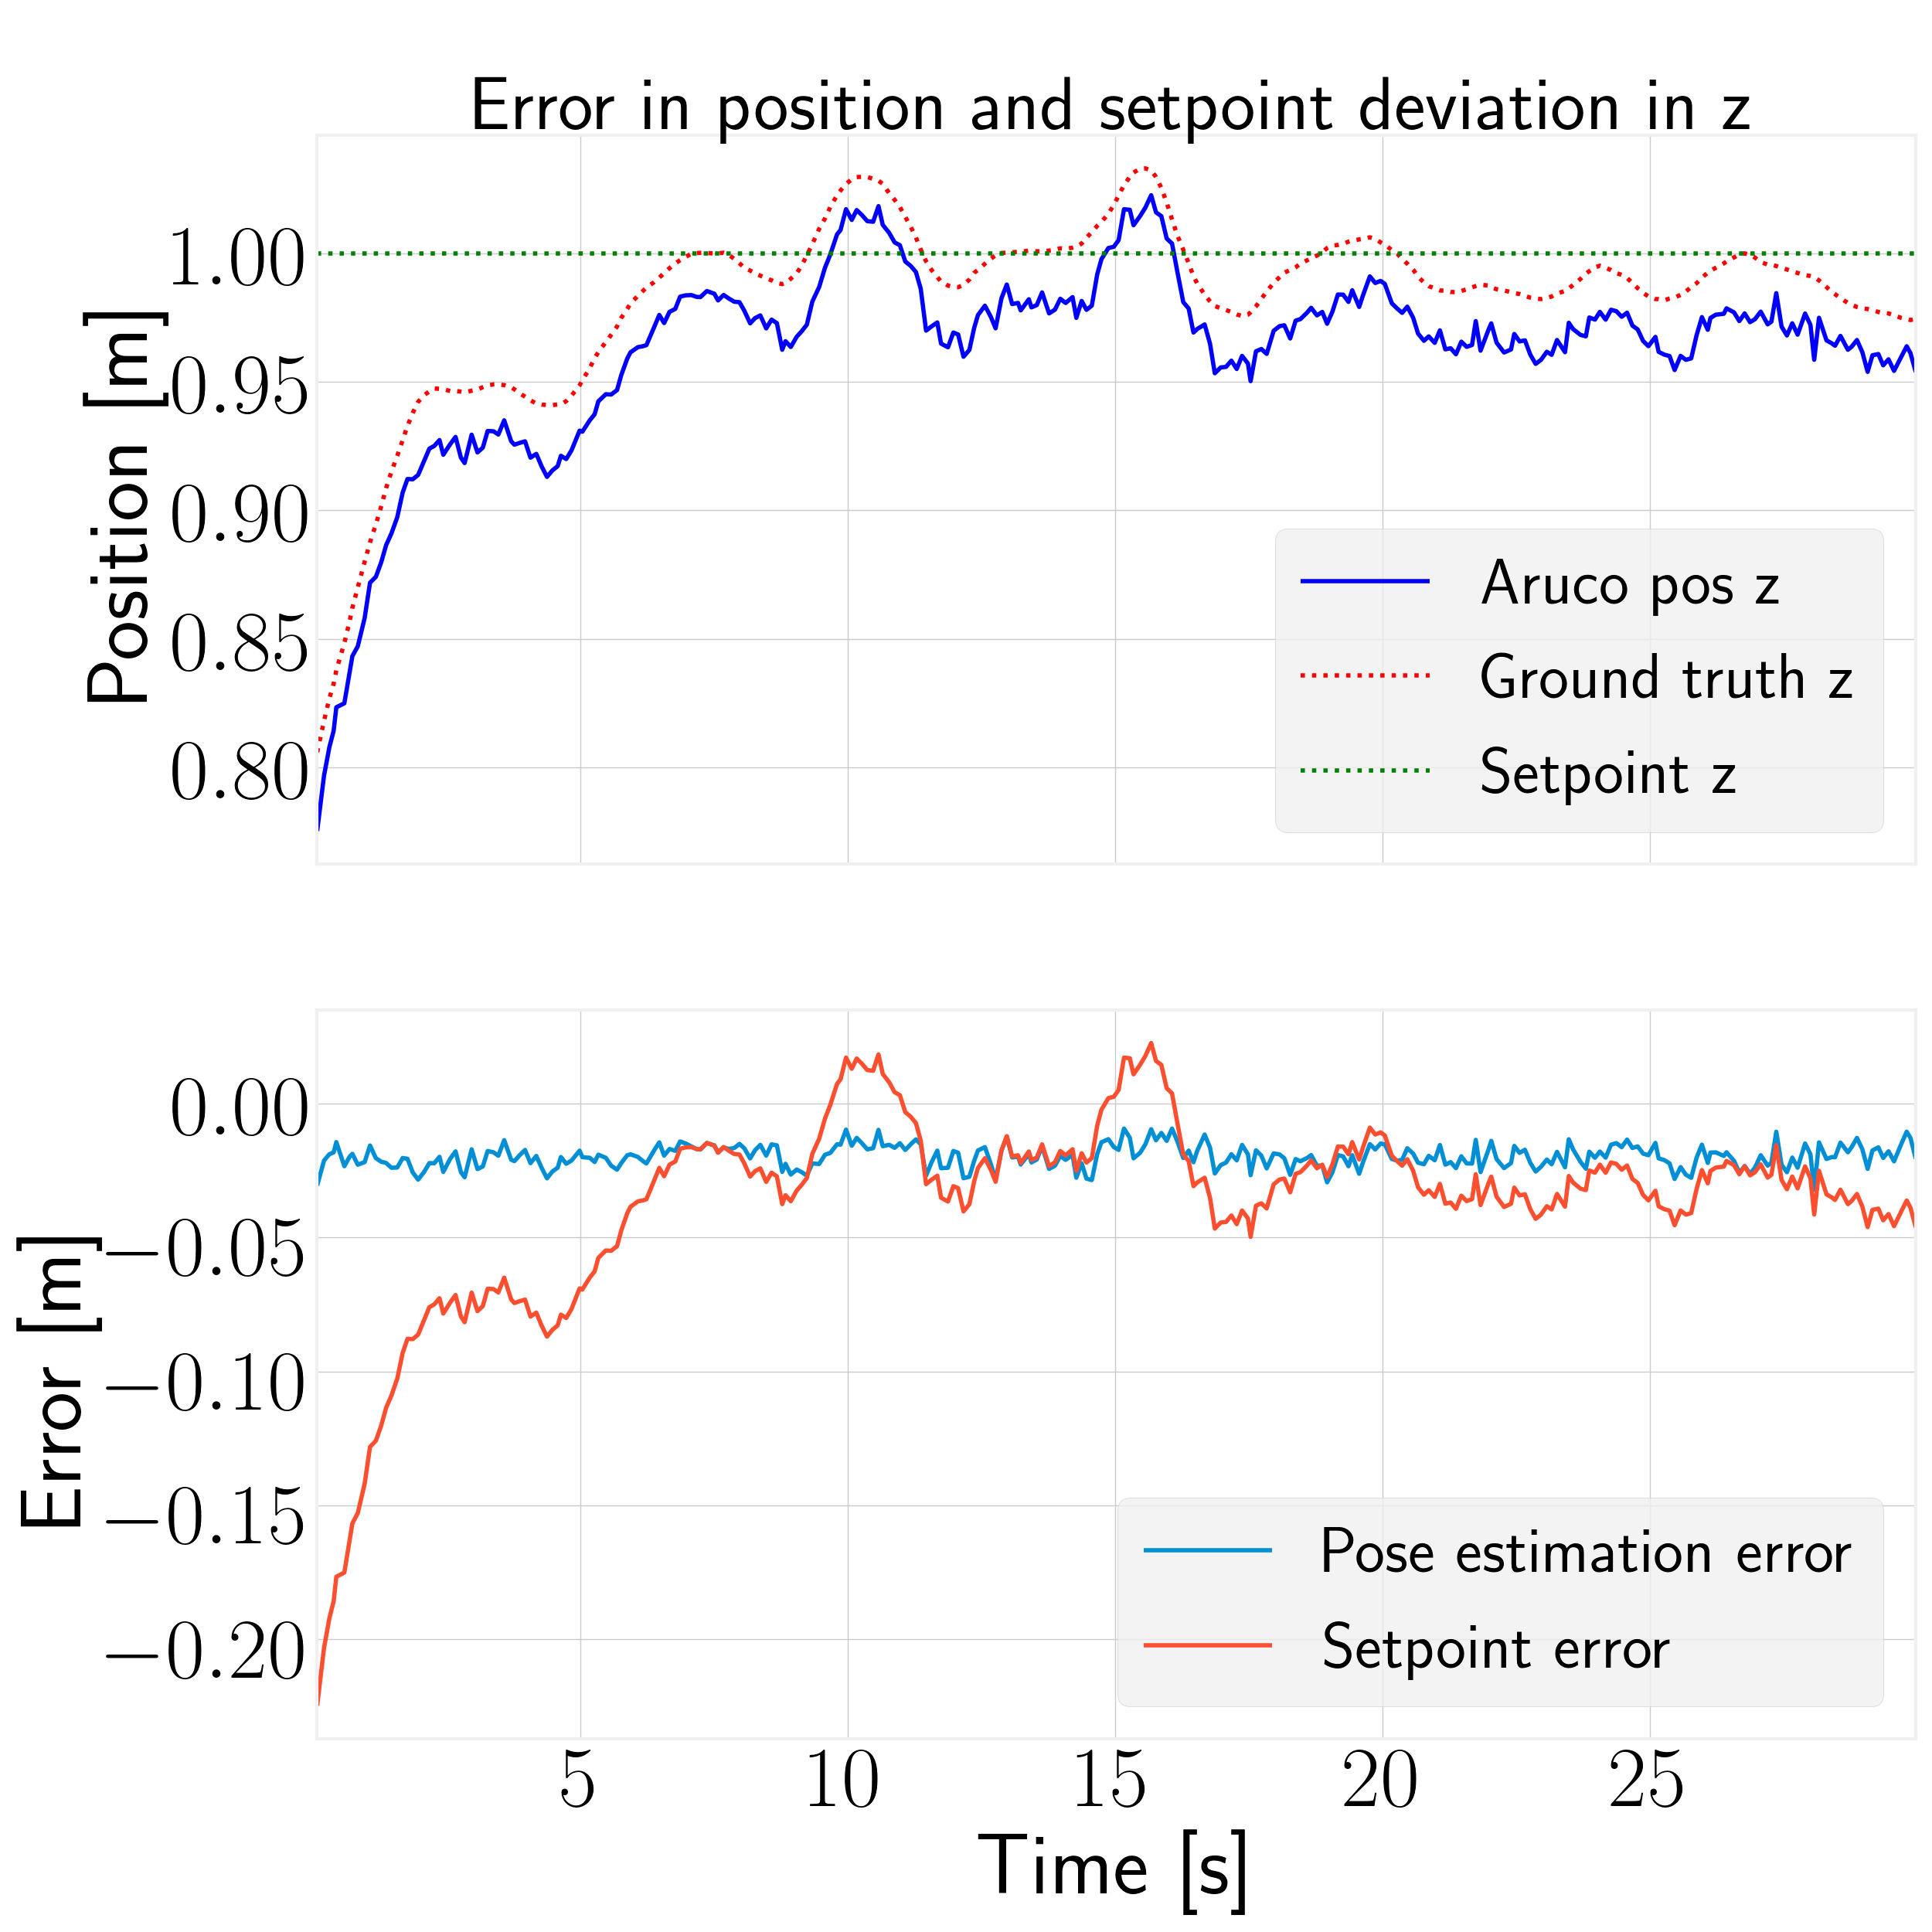 Error in position and setpoint deviation in z
Position [m]
1.00
0.95
0.90
0.85
0.80
Aruco pos z
Ground truth z
Setpoint z
Error [m]
0.00
−0.05
−0.10
−0.15
−0.20
Pose estimation error
Setpoint error
5 10 15 20 25
Time [s]